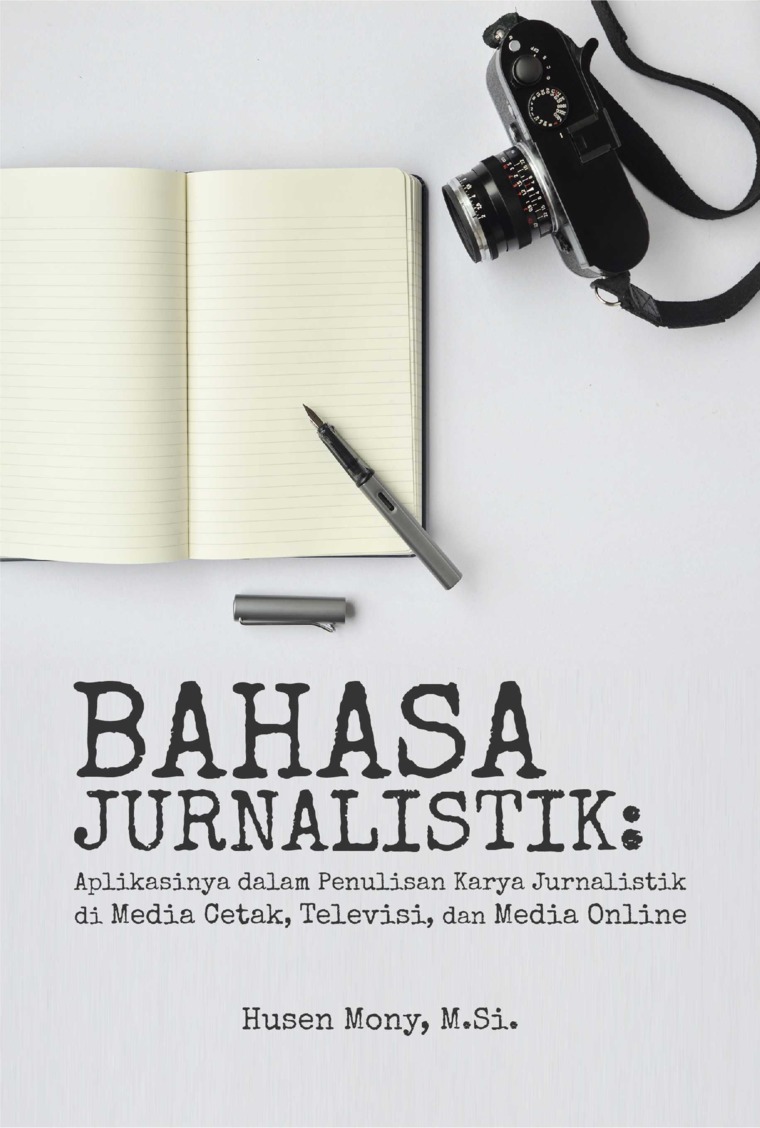 BAHASA
JURNALISTIK:
Aplikasinya dalam Penulisan Karya Jurnalistik
di Media Cetak, Televisi, dan Media Online
Husen Mony, M.Si.